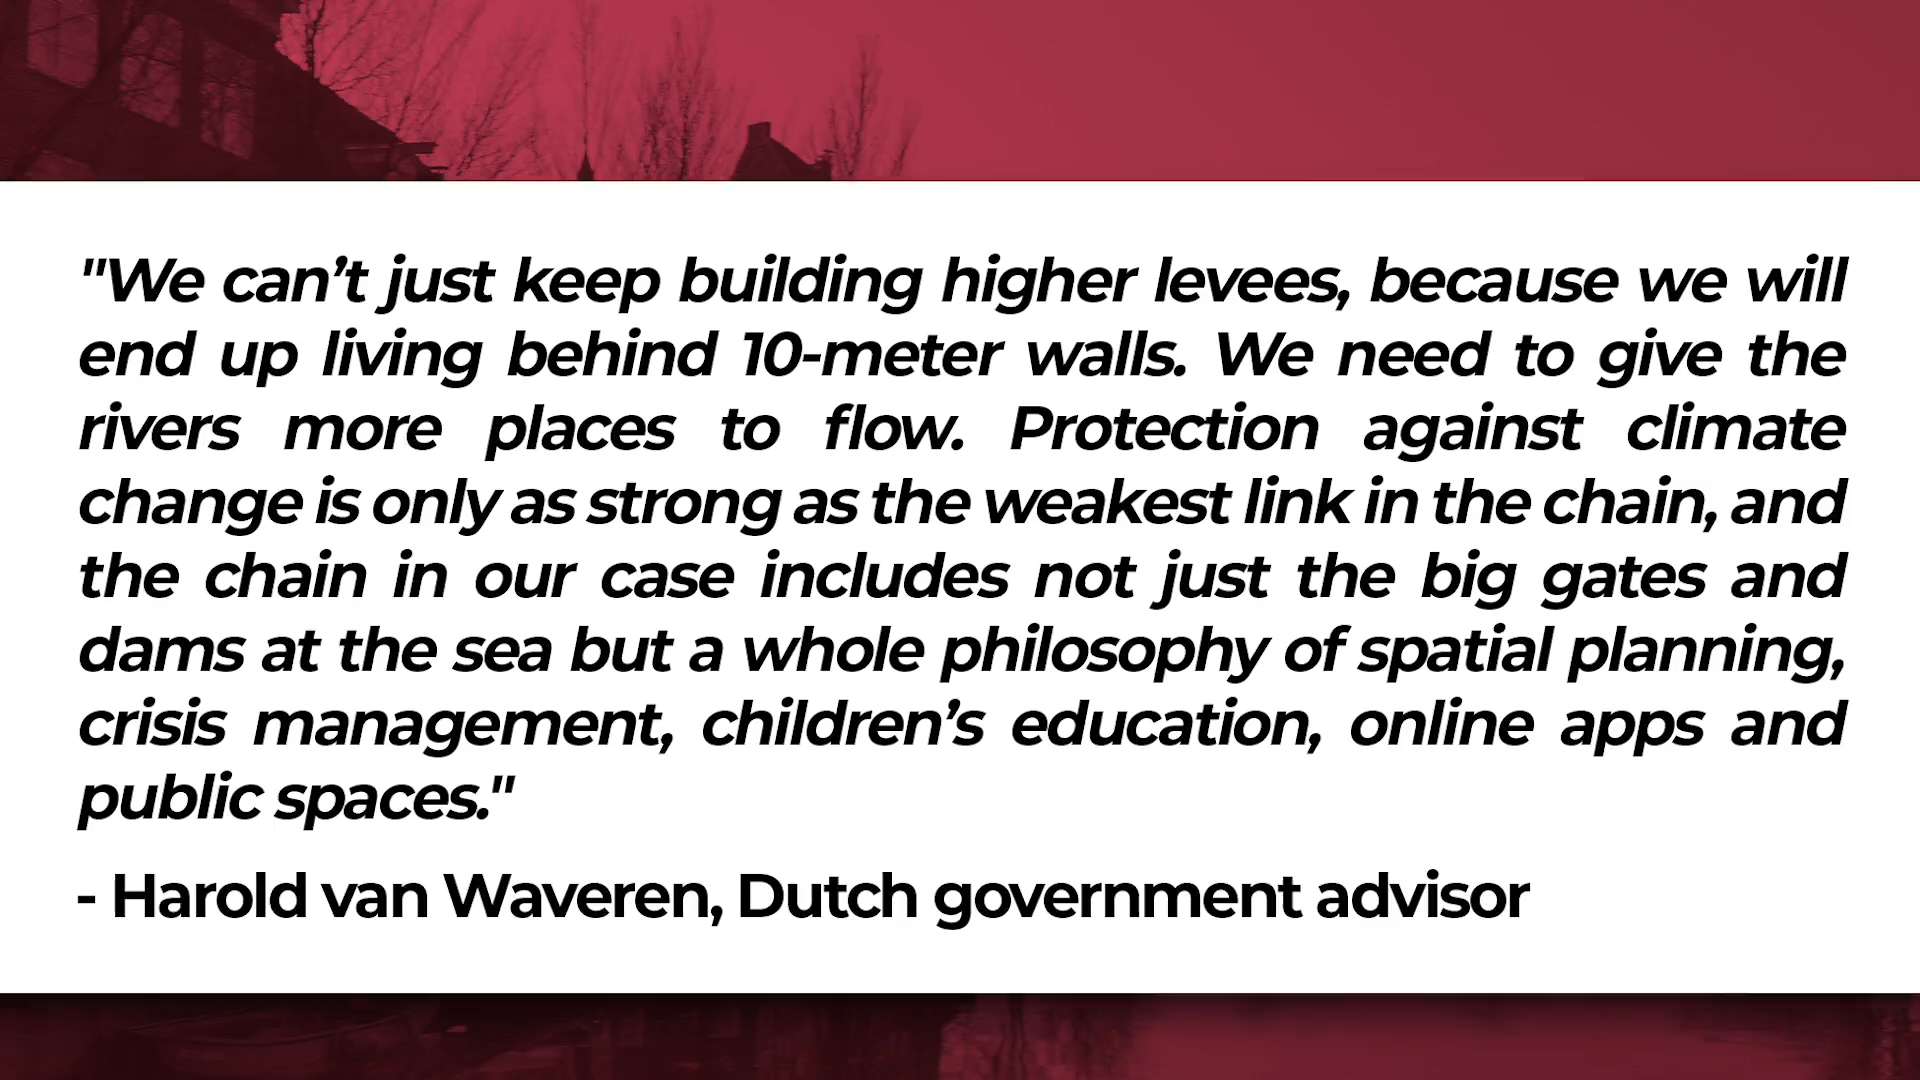 "We can’t just keep building higher levees, because we will
end up living behind 10-meter walls. We need to give the
rivers more places to flow. Protection against climate
change is only as strong as the weakest link in the chain, and
the chain in our case includes not just the big gates and
dams at the sea but a whole philosophy of spatial planning,
crisis management, children’s education, online apps and
public spaces."
- Harold van Waveren, Dutch government advisor